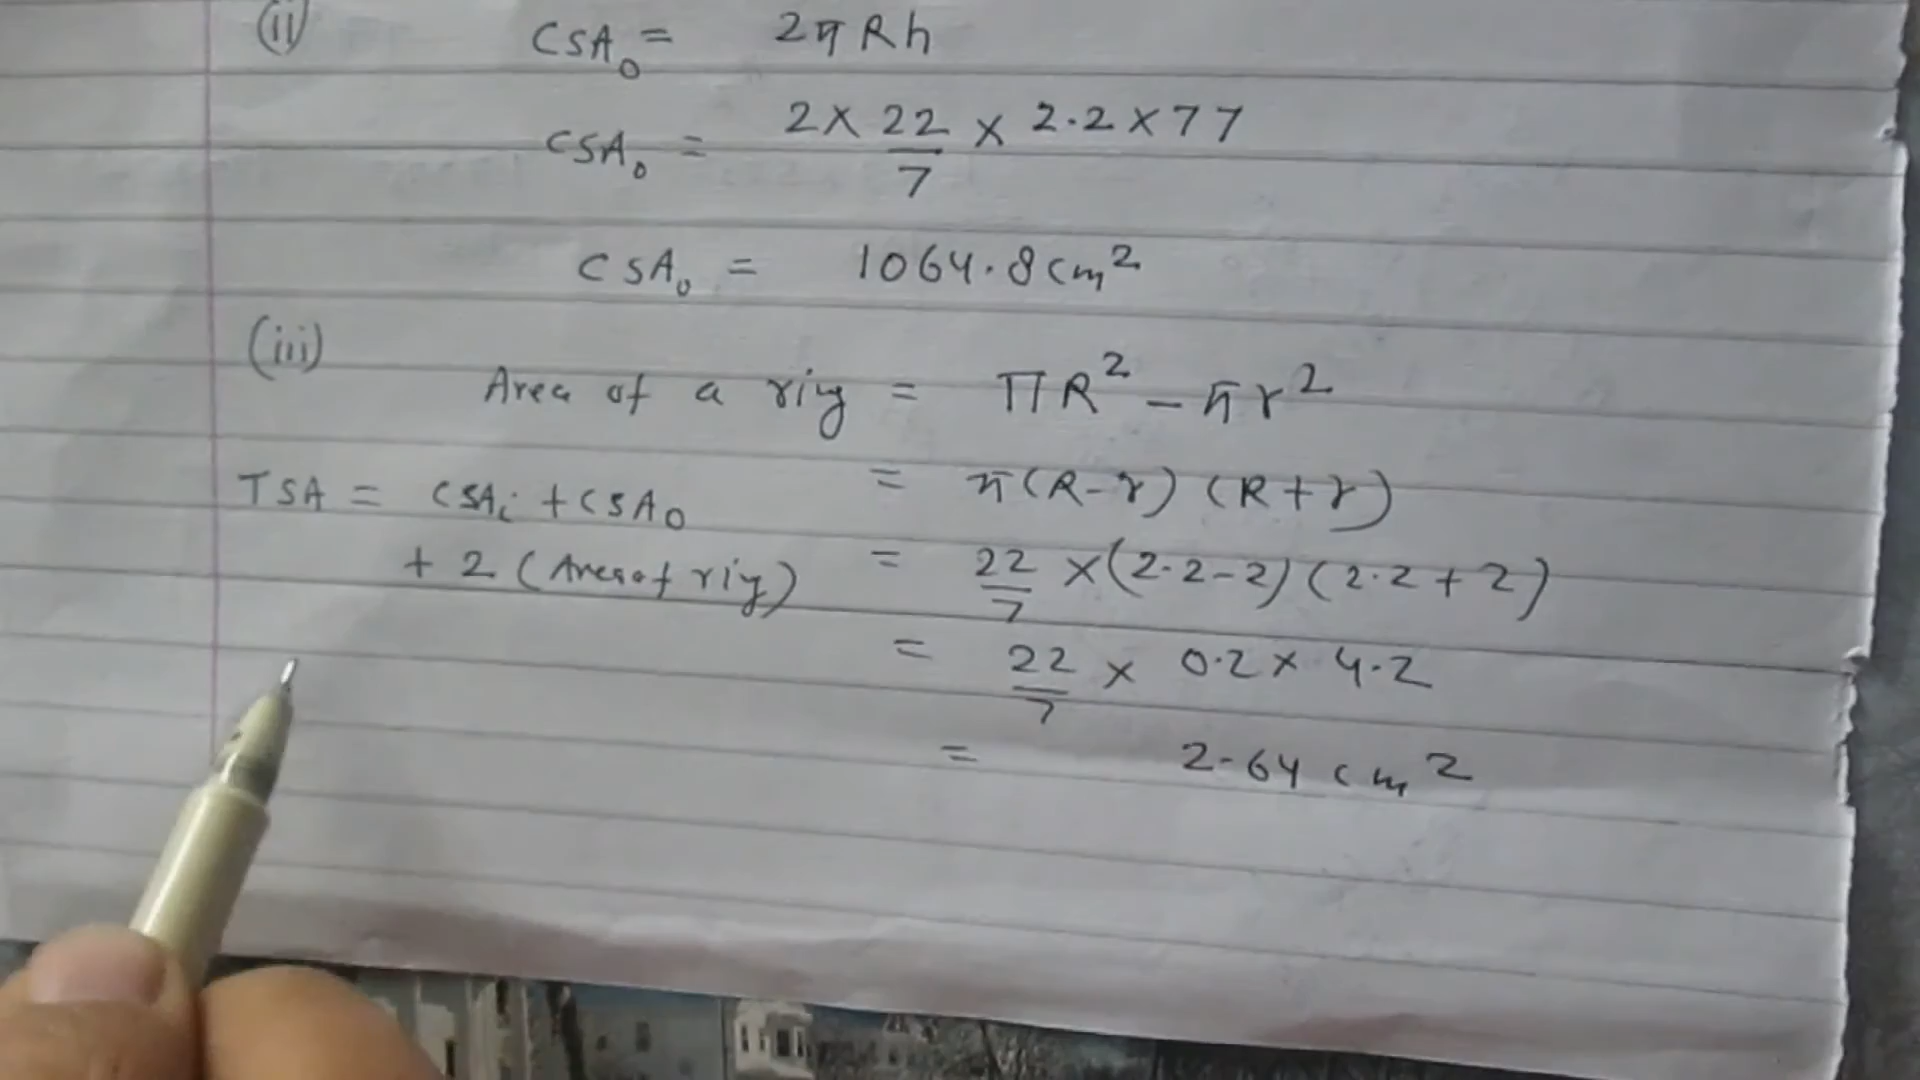 (ii) CSA₀ = 2πRh
CSA₀ = 2 × 22/7 × 2.2 × 77
CSA₀ = 1064.8 cm²
(iii)
Area of a ring = πR² - πr²
= π(R-r) (R+r)
TSA = CSAᵢ + CSA₀
+ 2 (Area of ring)
= 22/7 × (2.2-2) (2.2+2)
= 22/7 × 0.2 × 4.2
= 2.64 cm²